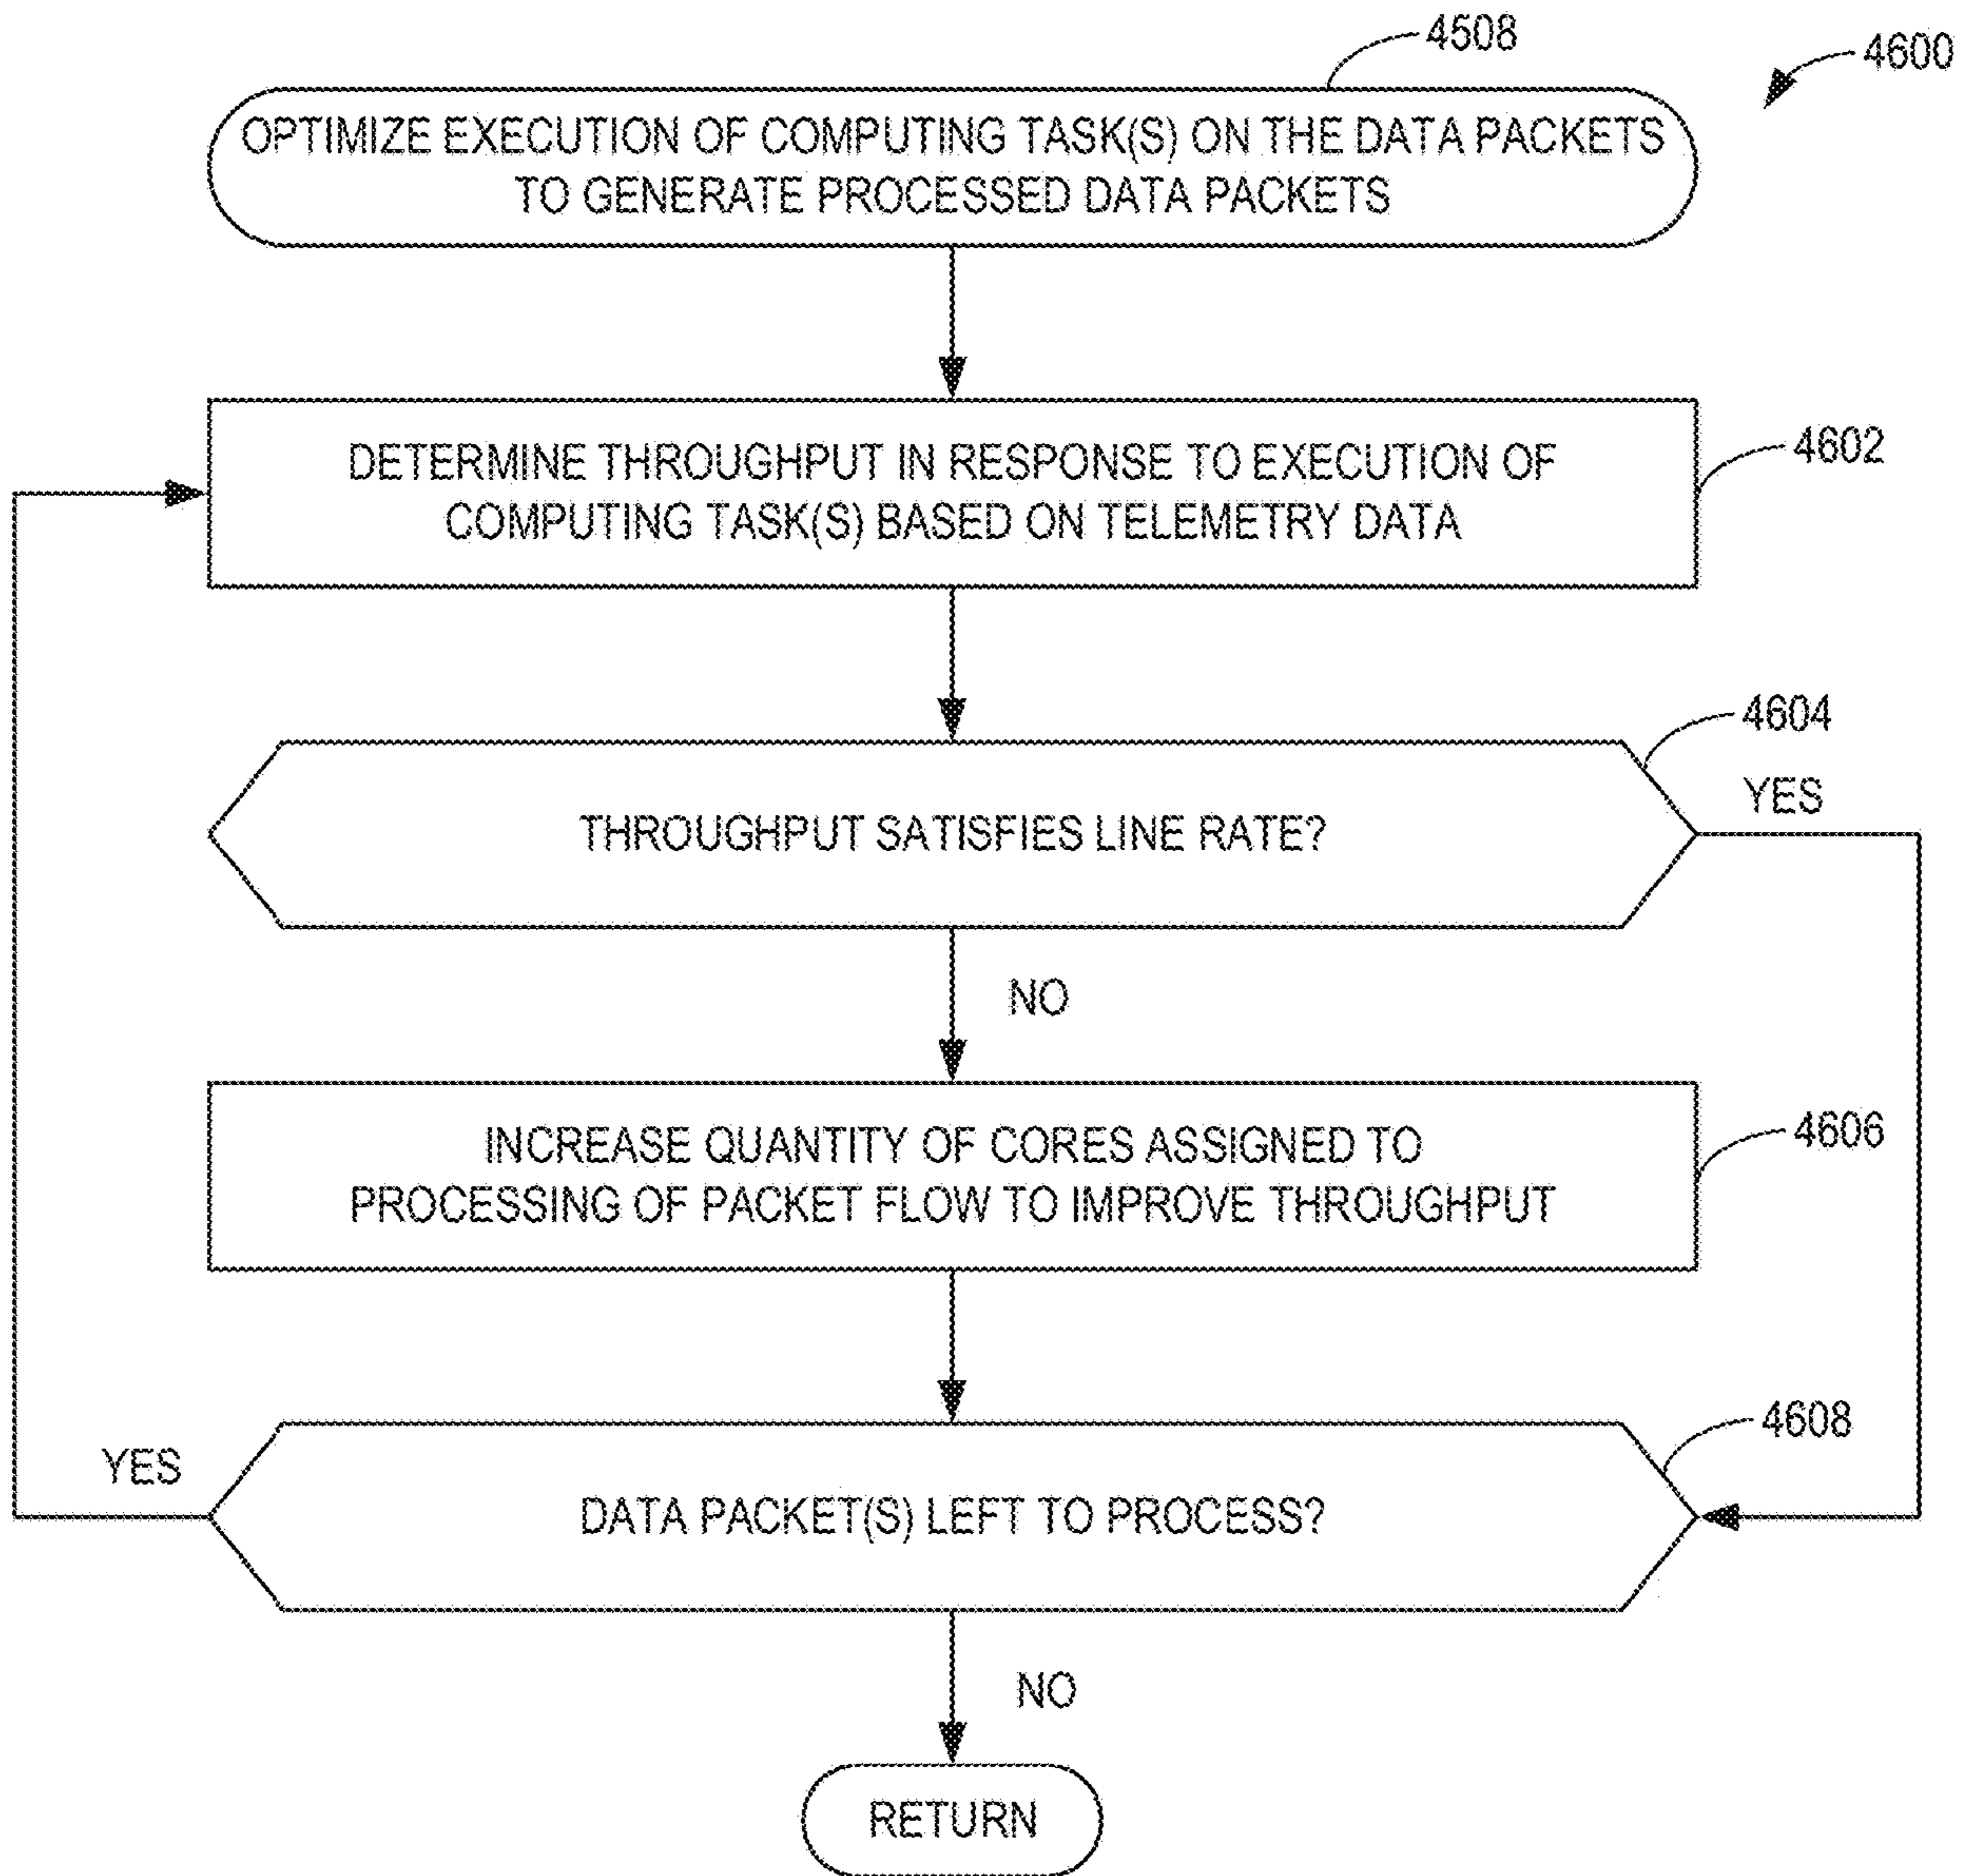 4508
4600
OPTIMIZE EXECUTION OF COMPUTING TASK(S) ON THE DATA PACKETS
TO GENERATE PROCESSED DATA PACKETS
DETERMINE THROUGHPUT IN RESPONSE TO EXECUTION OF
COMPUTING TASK(S) BASED ON TELEMETRY DATA
4602
4604
THROUGHPUT SATISFIES LINE RATE?
YES
NO
INCREASE QUANTITY OF CORES ASSIGNED TO
PROCESSING OF PACKET FLOW TO IMPROVE THROUGHPUT
4606
4608
YES
DATA PACKET(S) LEFT TO PROCESS?
NO
RETURN